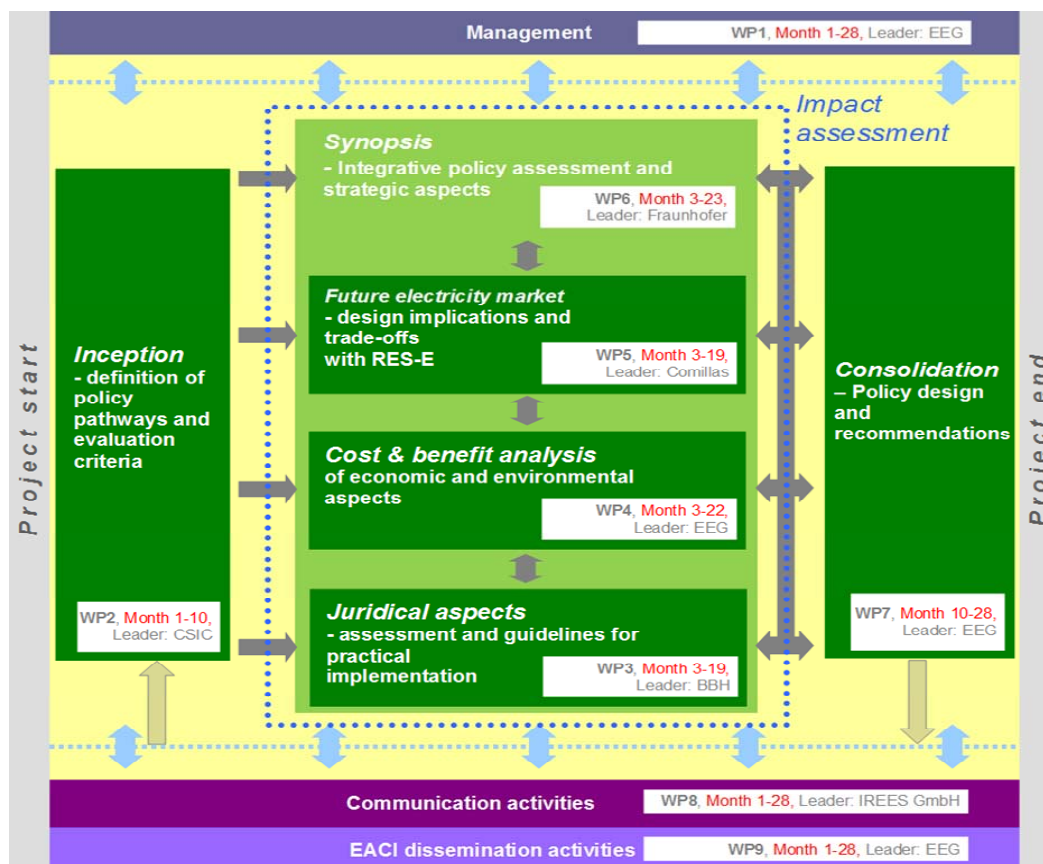 Management
WP1, Month 1-28, Leader: EEG
Impact
assessment
Project start
Inception
- definition of
policy
pathways and
evaluation
criteria
WP2, Month 1-10,
Leader: CSIC
Synopsis
- Integrative policy assessment and
strategic aspects
WP6, Month 3-23,
Leader: Fraunhofer
Future electricity market
- design implications and
trade-offs
with RES-E
WP5, Month 3-19,
Leader: Comillas
Cost & benefit analysis
of economic and environmental
aspects
WP4, Month 3-22,
Leader: EEG
Juridical aspects
- assessment and guidelines for
practical
implementation
WP3, Month 3-19,
Leader: BBH
Consolidation
– Policy design
and
recommendations
WP7, Month 10-28,
Leader: EEG
Project end
Communication activities
WP8, Month 1-28, Leader: IREES GmbH
EACI dissemination activities
WP9, Month 1-28, Leader: EEG